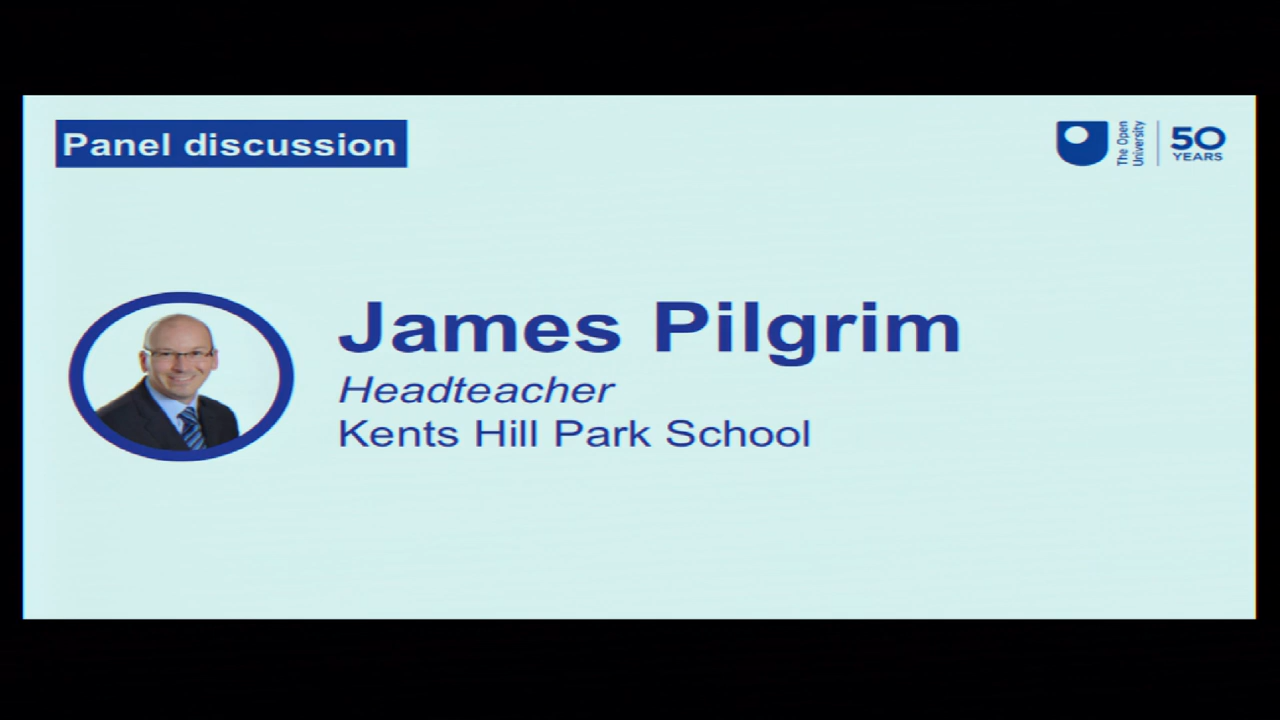 Panel discussion
The Open
University
50
YEARS
James Pilgrim
Headteacher
Kents Hill Park School